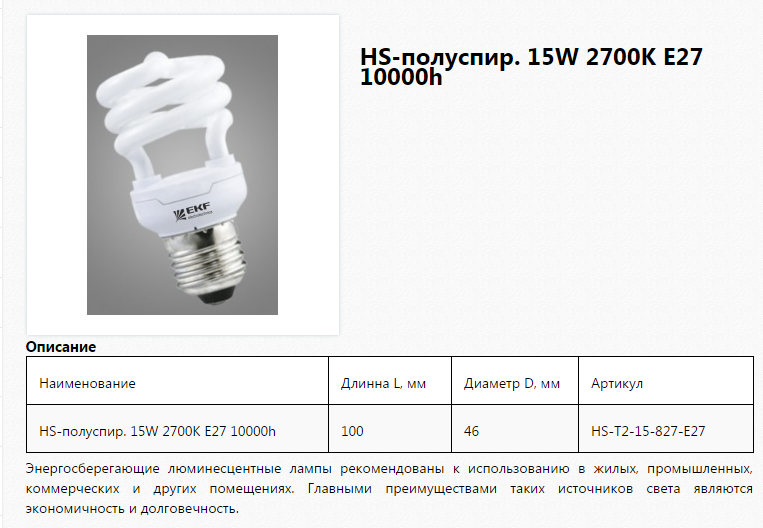 HS-полуспир. 15W 2700K E27
10000h
EKF
Описание
Наименование Длинна L, мм Диаметр D, мм Артикул
HS-полуспир. 15W 2700K E27 10000h 100 46 HS-T2-15-827-E27
Энергосберегающие люминесцентные лампы рекомендованы к использованию в жилых, промышленных,
коммерческих и других помещениях. Главными преимуществами таких источников света являются
экономичность и долговечность.